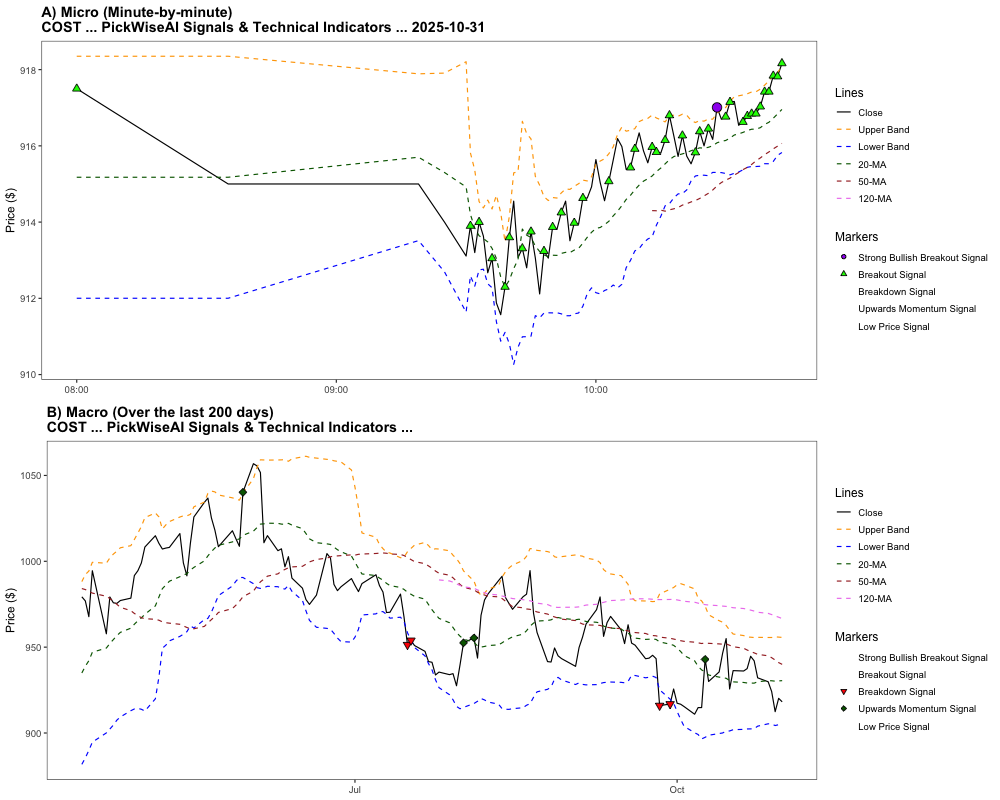 A) Micro (Minute-by-minute)
COST ... PickWiseAI Signals & Technical Indicators ... 2025-10-31
Price ($)
918
916
914
912
910
08:00
09:00
10:00
Lines
Close
Upper Band
Lower Band
20-MA
50-MA
120-MA
Markers
Strong Bullish Breakout Signal
Breakout Signal
Breakdown Signal
Upwards Momentum Signal
Low Price Signal
B) Macro (Over the last 200 days)
COST ... PickWiseAI Signals & Technical Indicators ...
Price ($)
1050
1000
950
900
Jul
Oct
Lines
Close
Upper Band
Lower Band
20-MA
50-MA
120-MA
Markers
Strong Bullish Breakout Signal
Breakout Signal
Breakdown Signal
Upwards Momentum Signal
Low Price Signal